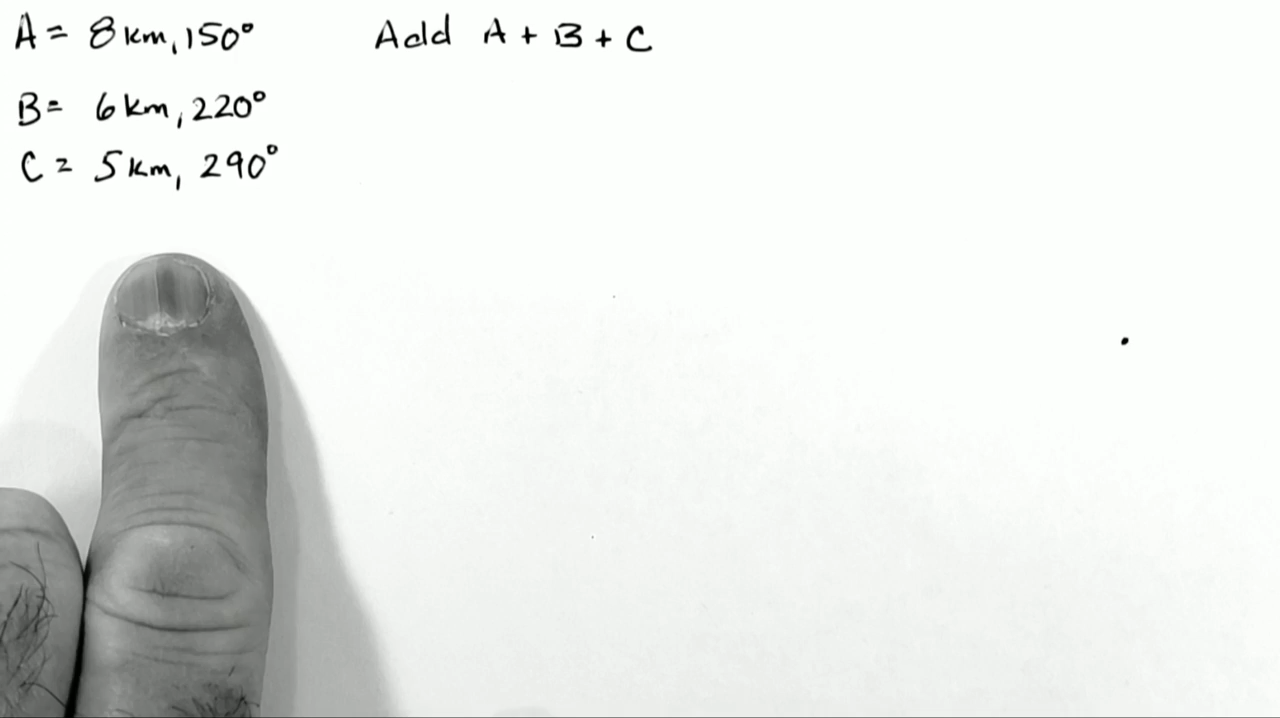 A = 8 km, 150° Add A + B + C
B = 6 km, 220°
C = 5 km, 290°